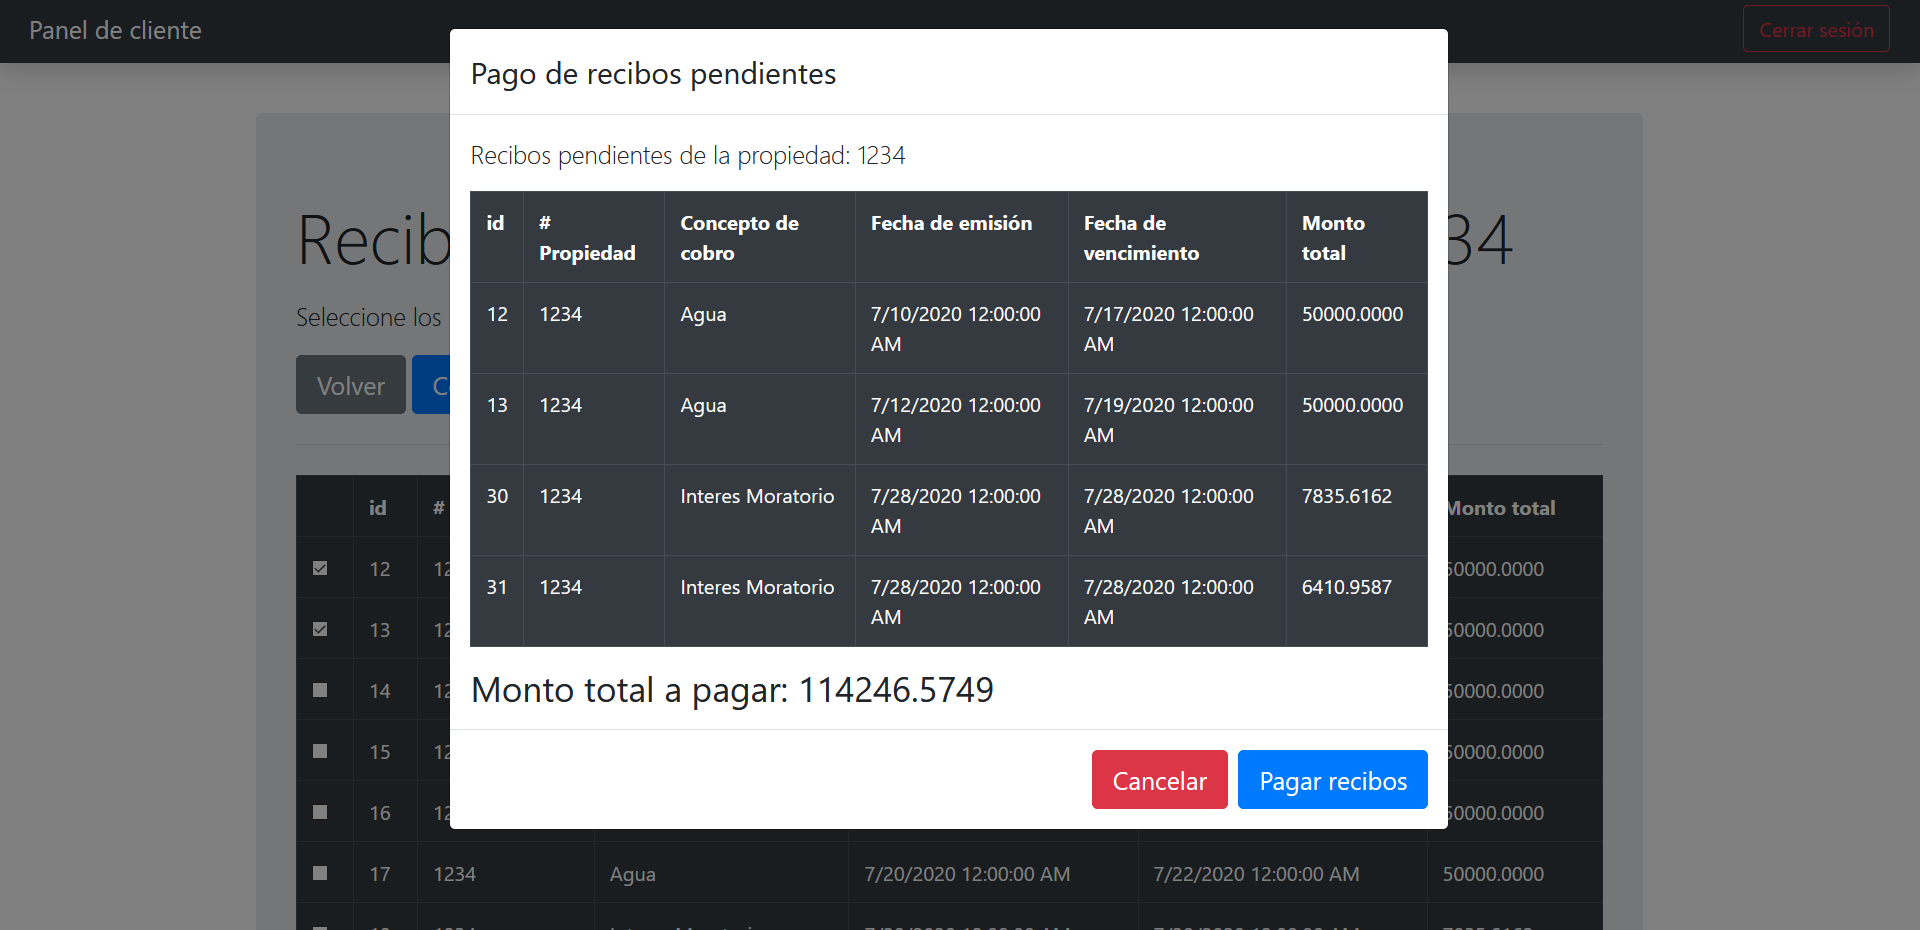 Panel de cliente
Cerrar sesión
Pago de recibos pendientes
Recibos pendientes de la propiedad: 1234
id # Propiedad Concepto de cobro Fecha de emisión Fecha de vencimiento Monto total
12 1234 Agua 7/10/2020 12:00:00 AM 7/17/2020 12:00:00 AM 50000.0000
13 1234 Agua 7/12/2020 12:00:00 AM 7/19/2020 12:00:00 AM 50000.0000
30 1234 Interes Moratorio 7/28/2020 12:00:00 AM 7/28/2020 12:00:00 AM 7835.6162
31 1234 Interes Moratorio 7/28/2020 12:00:00 AM 7/28/2020 12:00:00 AM 6410.9587
Monto total a pagar: 114246.5749
Cancelar Pagar recibos
Recib 34
Seleccione los
Volver
id # Monto total
12 12 50000.0000
13 12 50000.0000
14 12 50000.0000
15 12 50000.0000
16 12 50000.0000
17 1234 Agua 7/20/2020 12:00:00 AM 7/22/2020 12:00:00 AM 50000.0000